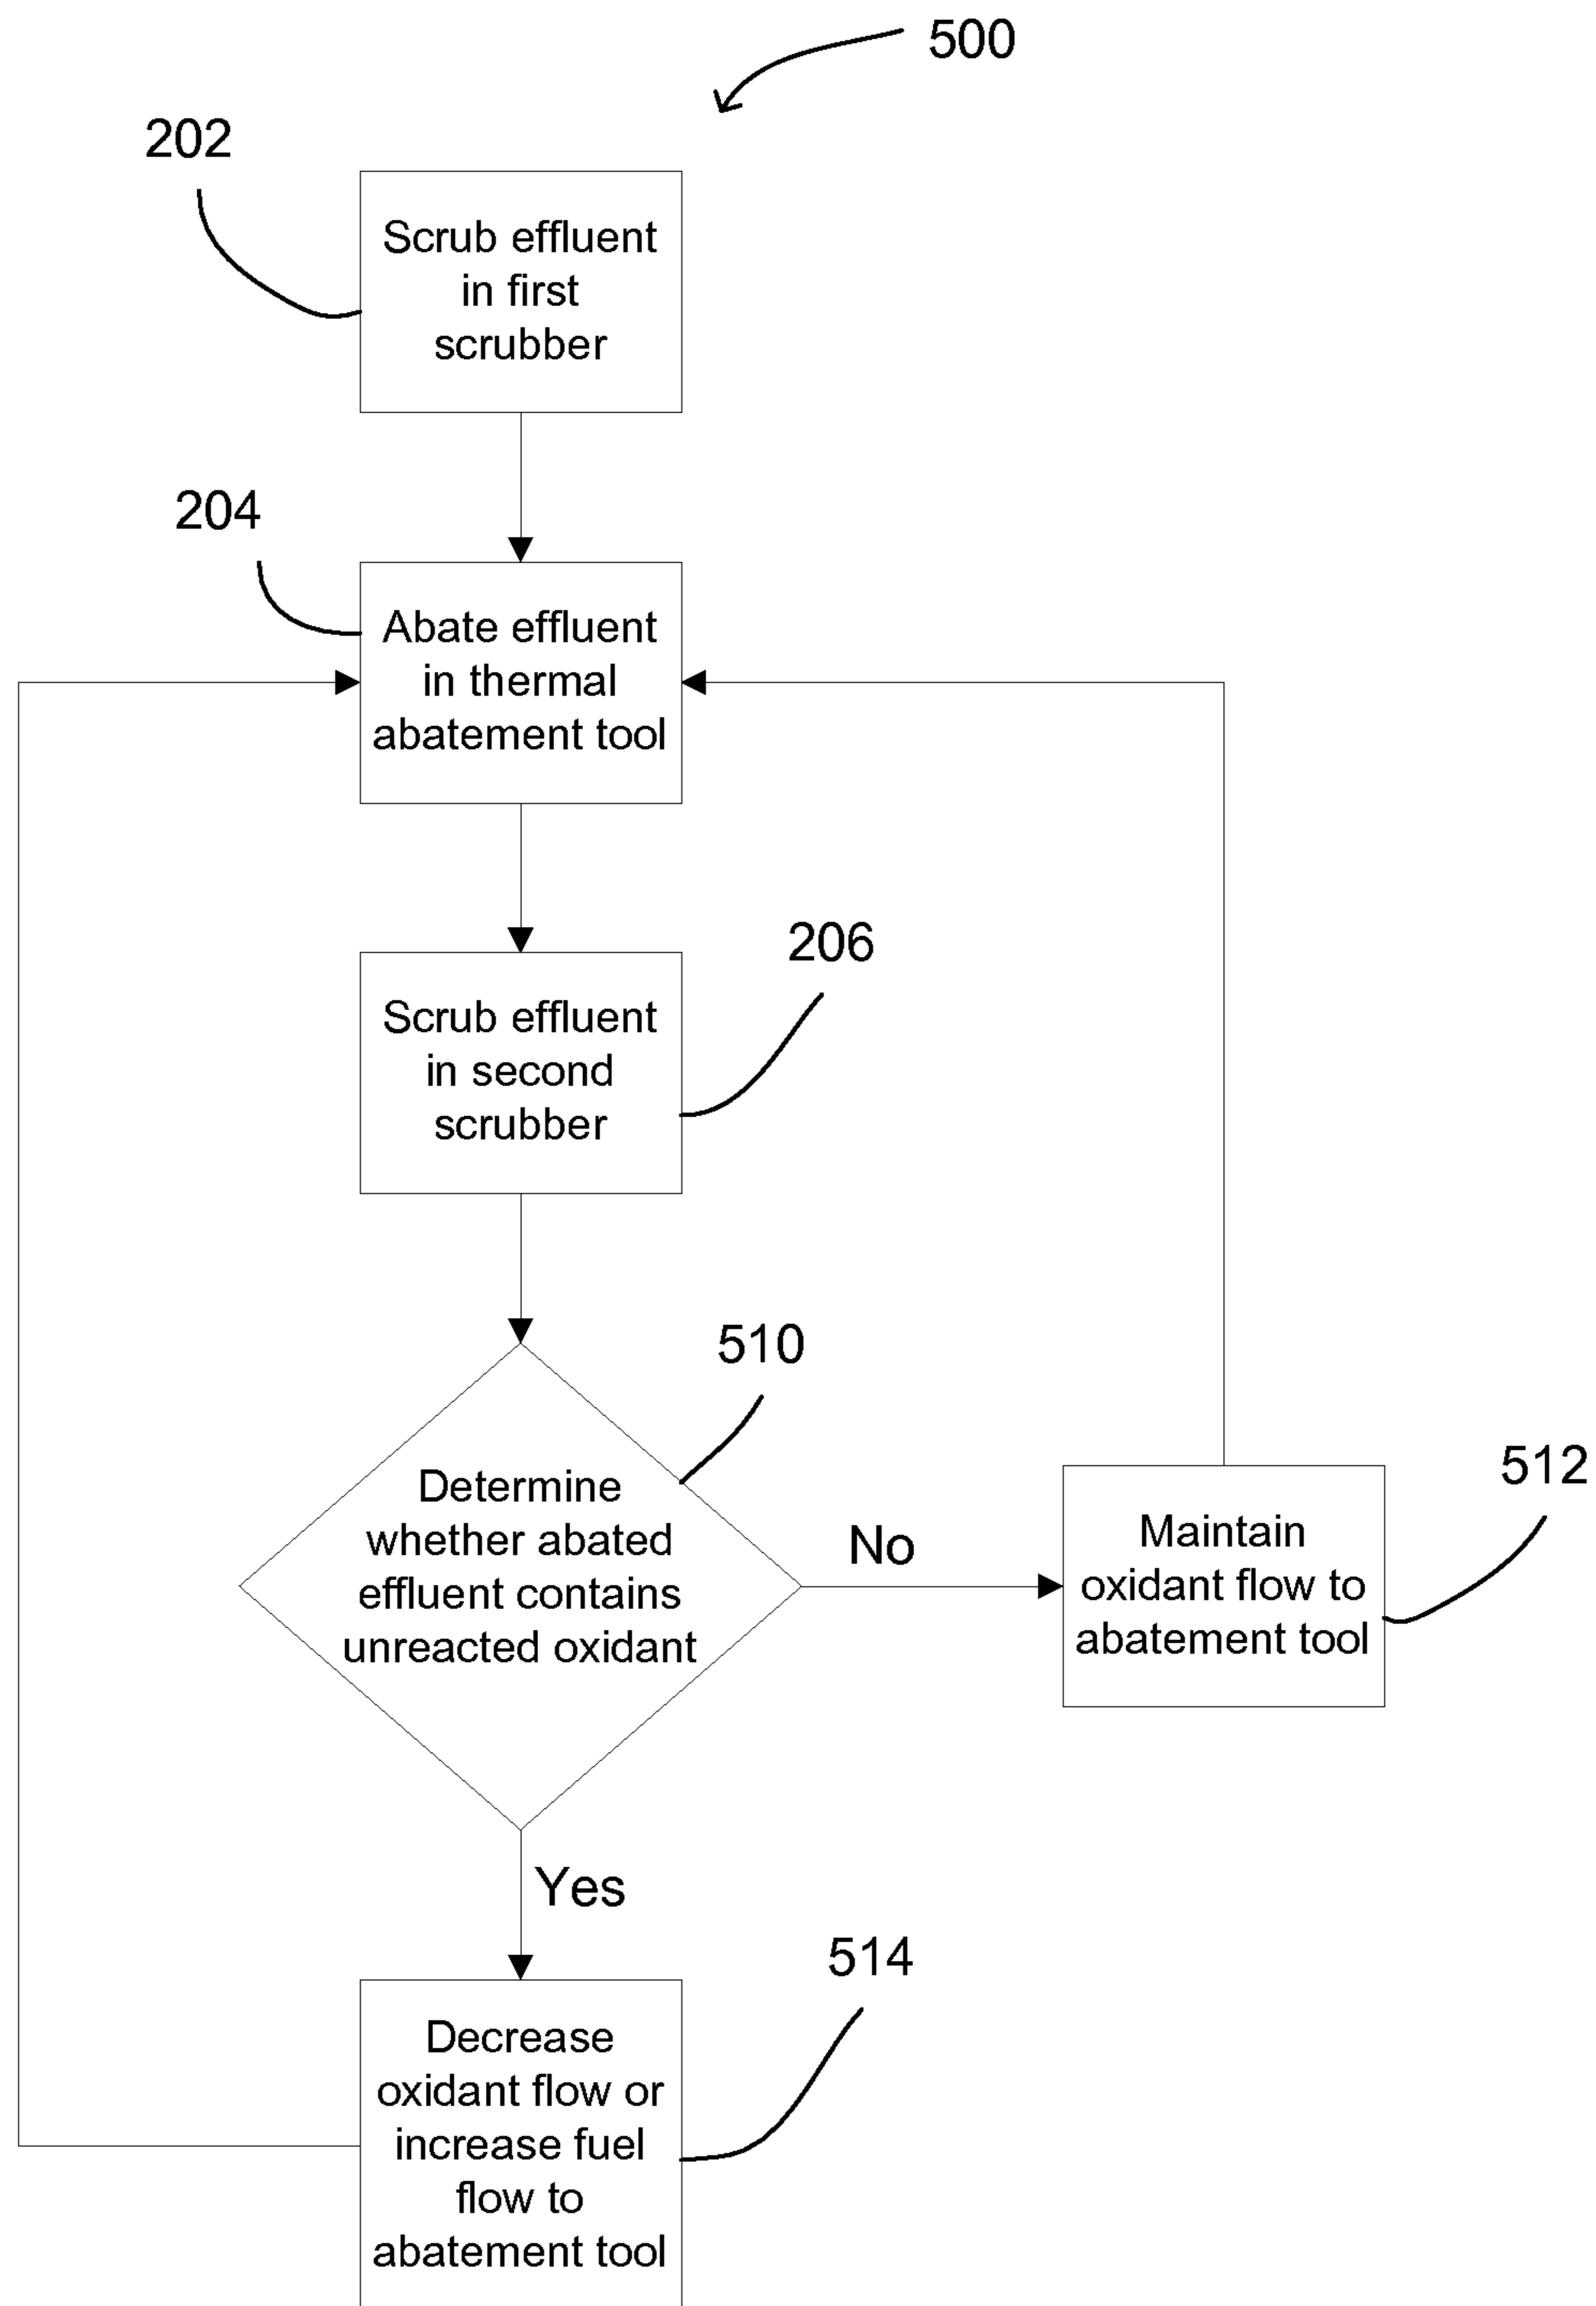 500
202
Scrub effluent
in first
scrubber
204
Abate effluent
in thermal
abatement tool
206
Scrub effluent
in second
scrubber
510
Determine
whether abated
effluent contains
unreacted oxidant
No
512
Maintain
oxidant flow to
abatement tool
Yes
514
Decrease
oxidant flow or
increase fuel
flow to
abatement tool